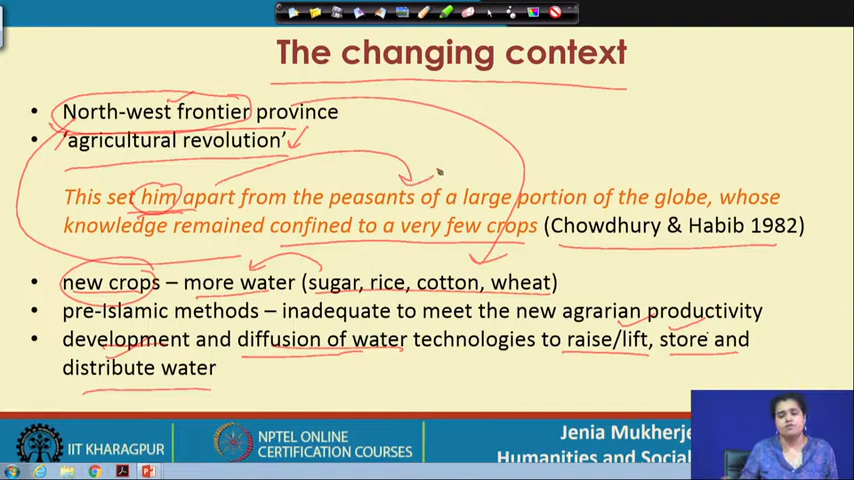 The changing context
• North-west frontier province
• 'agricultural revolution'
This set him apart from the peasants of a large portion of the globe, whose
knowledge remained confined to a very few crops (Chowdhury & Habib 1982)
• new crops – more water (sugar, rice, cotton, wheat)
• pre-Islamic methods – inadequate to meet the new agrarian productivity
• development and diffusion of water technologies to raise/lift, store and
distribute water
IIT KHARAGPUR
NPTEL ONLINE
CERTIFICATION COURSES
Jenia Mukherje
Humanities and Social